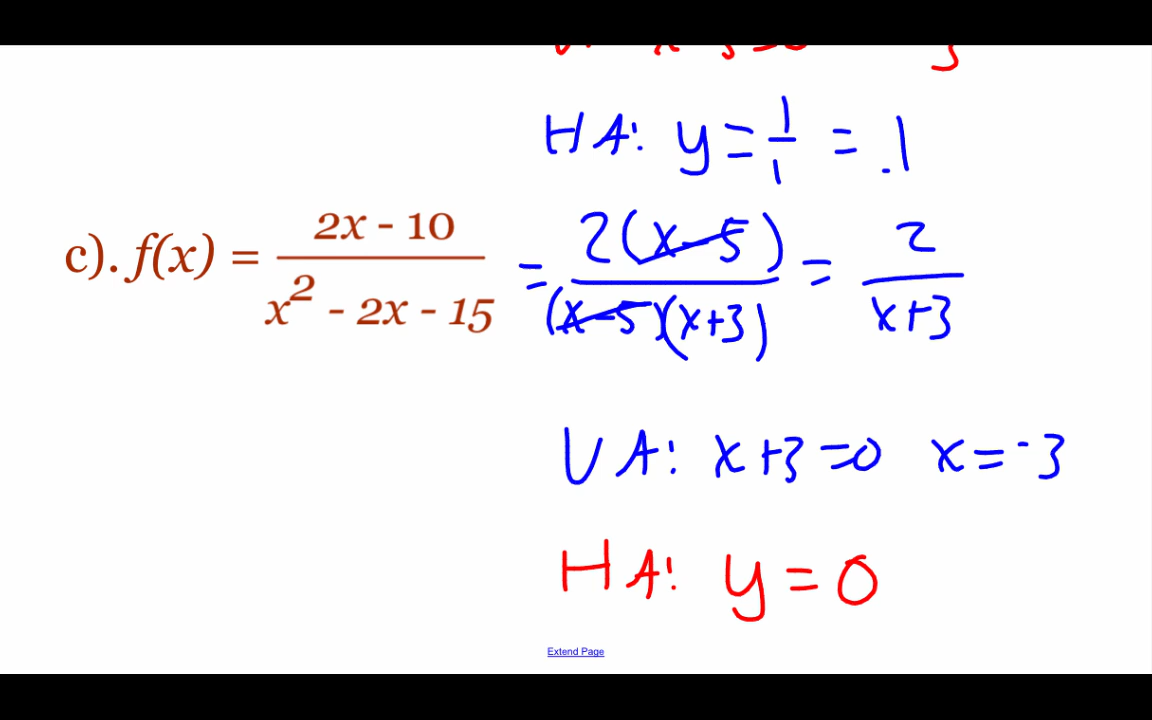 HA: y = 1/1 = 1
c). f(x) = (2x - 10)/(x² - 2x - 15) = 2(x-5)/((x-5)(x+3)) = 2/(x+3)
VA: x+3=0 x=-3
HA: y=0
Extend Page